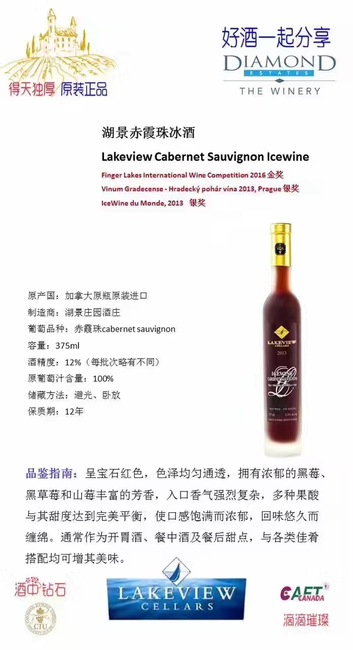 好酒一起分享
得天独厚 原装正品
DIAMOND
ESTATES
THE WINERY
湖景赤霞珠冰酒
Lakeview Cabernet Sauvignon Icewine
Finger Lakes International Wine Competition 2016 金奖
Vinum Gradecense - Hradecký pohár vína 2013, Prague 银奖
IceWine du Monde, 2013 银奖
原产国：加拿大原瓶原装进口
制造商：湖景庄园酒庄
葡萄品种：赤霞珠cabernet sauvignon
容量：375ml
酒精度：12%（每批次略有不同）
原葡萄汁含量：100%
储藏方法：避光、卧放
保质期：12年
LAKEVIEW
CELLARS
2013
品鉴指南：呈宝石红色，色泽均匀通透，拥有浓郁的黑莓、
黑草莓和山莓丰富的芳香，入口香气强烈复杂，多种果酸
与其甜度达到完美平衡，使口感饱满而浓郁，回味悠久而
缠绵。通常作为开胃酒、餐中酒及餐后甜点，与各类佳肴
搭配均可增其美味。
酒中钻石
CTU
LAKEVIEW
CELLARS
GAET
CANADA
滴滴璀璨